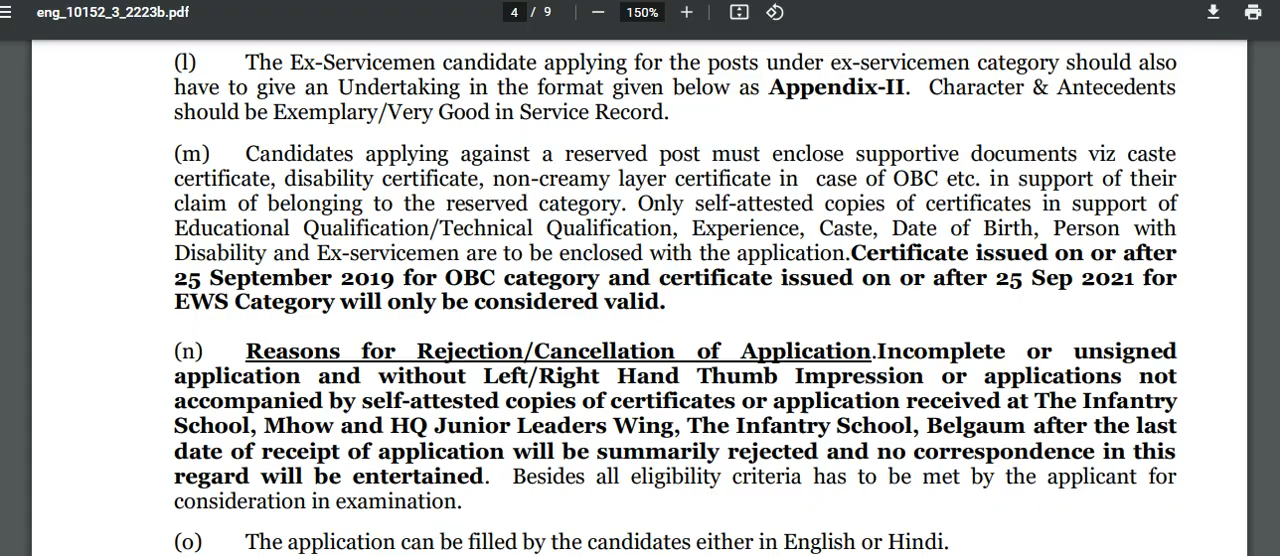 eng_10152_3_2223b.pdf 4 / 9 150%
(l) The Ex-Servicemen candidate applying for the posts under ex-servicemen category should also
have to give an Undertaking in the format given below as Appendix-II. Character & Antecedents
should be Exemplary/Very Good in Service Record.
(m) Candidates applying against a reserved post must enclose supportive documents viz caste
certificate, disability certificate, non-creamy layer certificate in case of OBC etc. in support of their
claim of belonging to the reserved category. Only self-attested copies of certificates in support of
Educational Qualification/Technical Qualification, Experience, Caste, Date of Birth, Person with
Disability and Ex-servicemen are to be enclosed with the application.Certificate issued on or after
25 September 2019 for OBC category and certificate issued on or after 25 Sep 2021 for
EWS Category will only be considered valid.
(n) Reasons for Rejection/Cancellation of Application.Incomplete or unsigned
application and without Left/Right Hand Thumb Impression or applications not
accompanied by self-attested copies of certificates or application received at The Infantry
School, Mhow and HQ Junior Leaders Wing, The Infantry School, Belgaum after the last
date of receipt of application will be summarily rejected and no correspondence in this
regard will be entertained. Besides all eligibility criteria has to be met by the applicant for
consideration in examination.
(o) The application can be filled by the candidates either in English or Hindi.